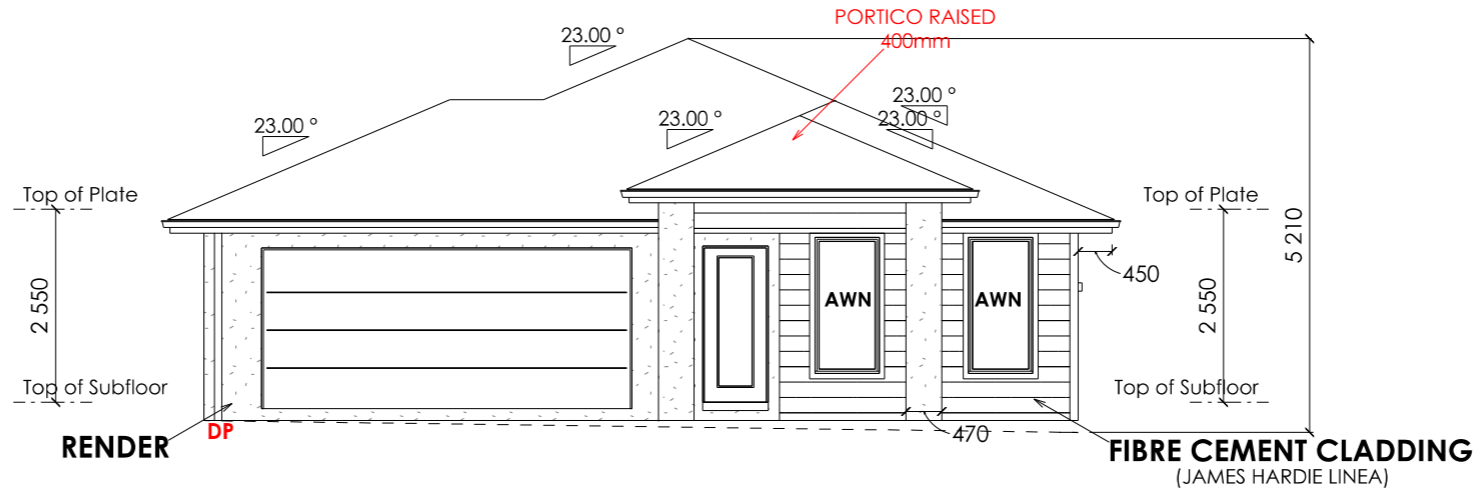 PORTICO RAISED
400mm
23.00 °
23.00 °
23.00 °
23.00 °
23.00 °
Top of Plate
Top of Plate
5 210
450
2 550
2 550
AWN
AWN
Top of Subfloor
Top of Subfloor
DP
470
RENDER
FIBRE CEMENT CLADDING
(JAMES HARDIE LINEA)